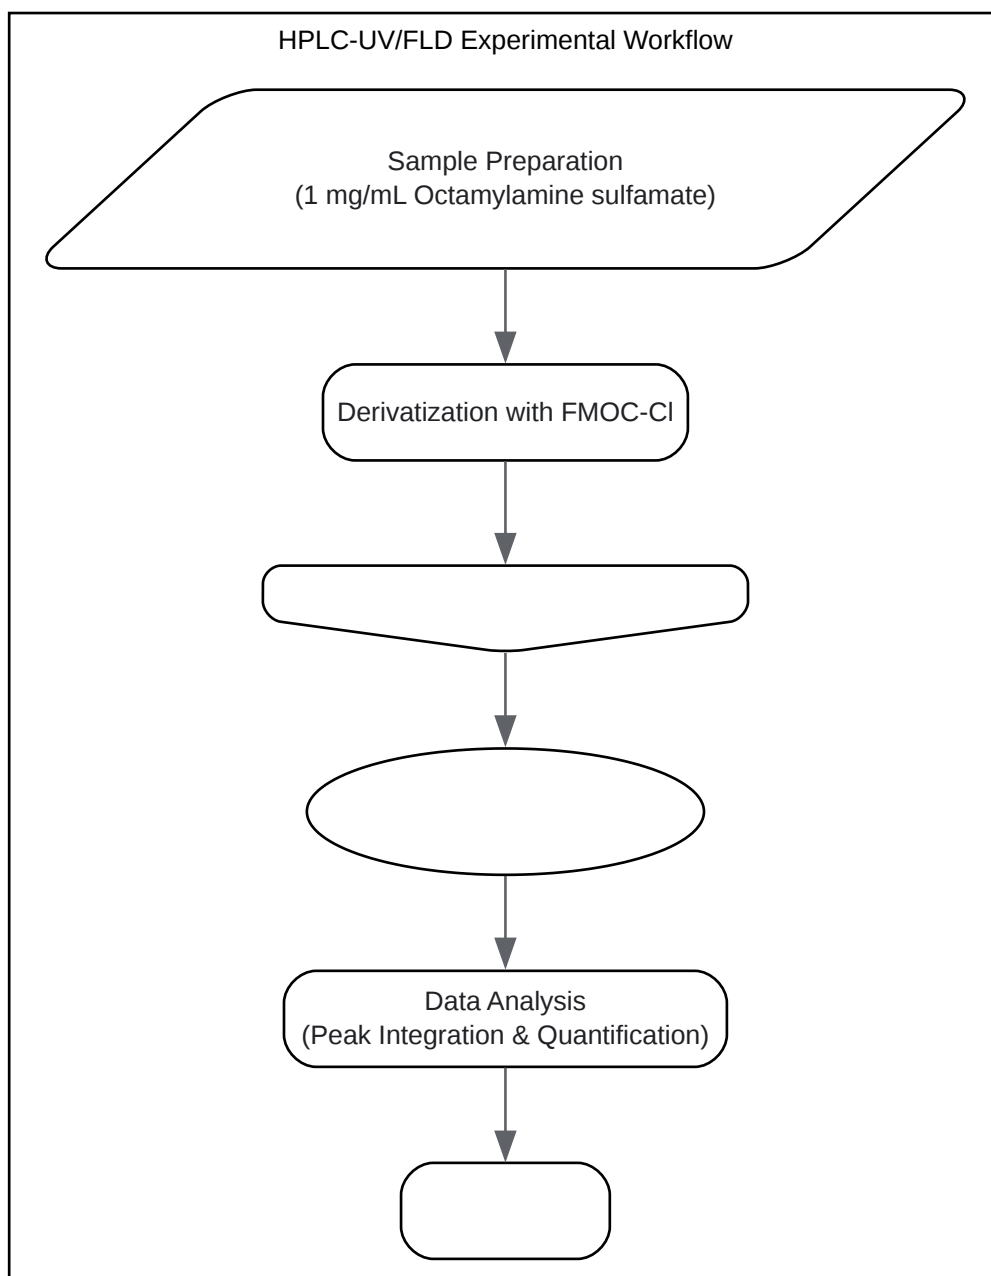 HPLC-UV/FLD Experimental Workflow
Sample Preparation
(1 mg/mL Octamylamine sulfamate)
Derivatization with FMOC-Cl
Data Analysis
(Peak Integration & Quantification)